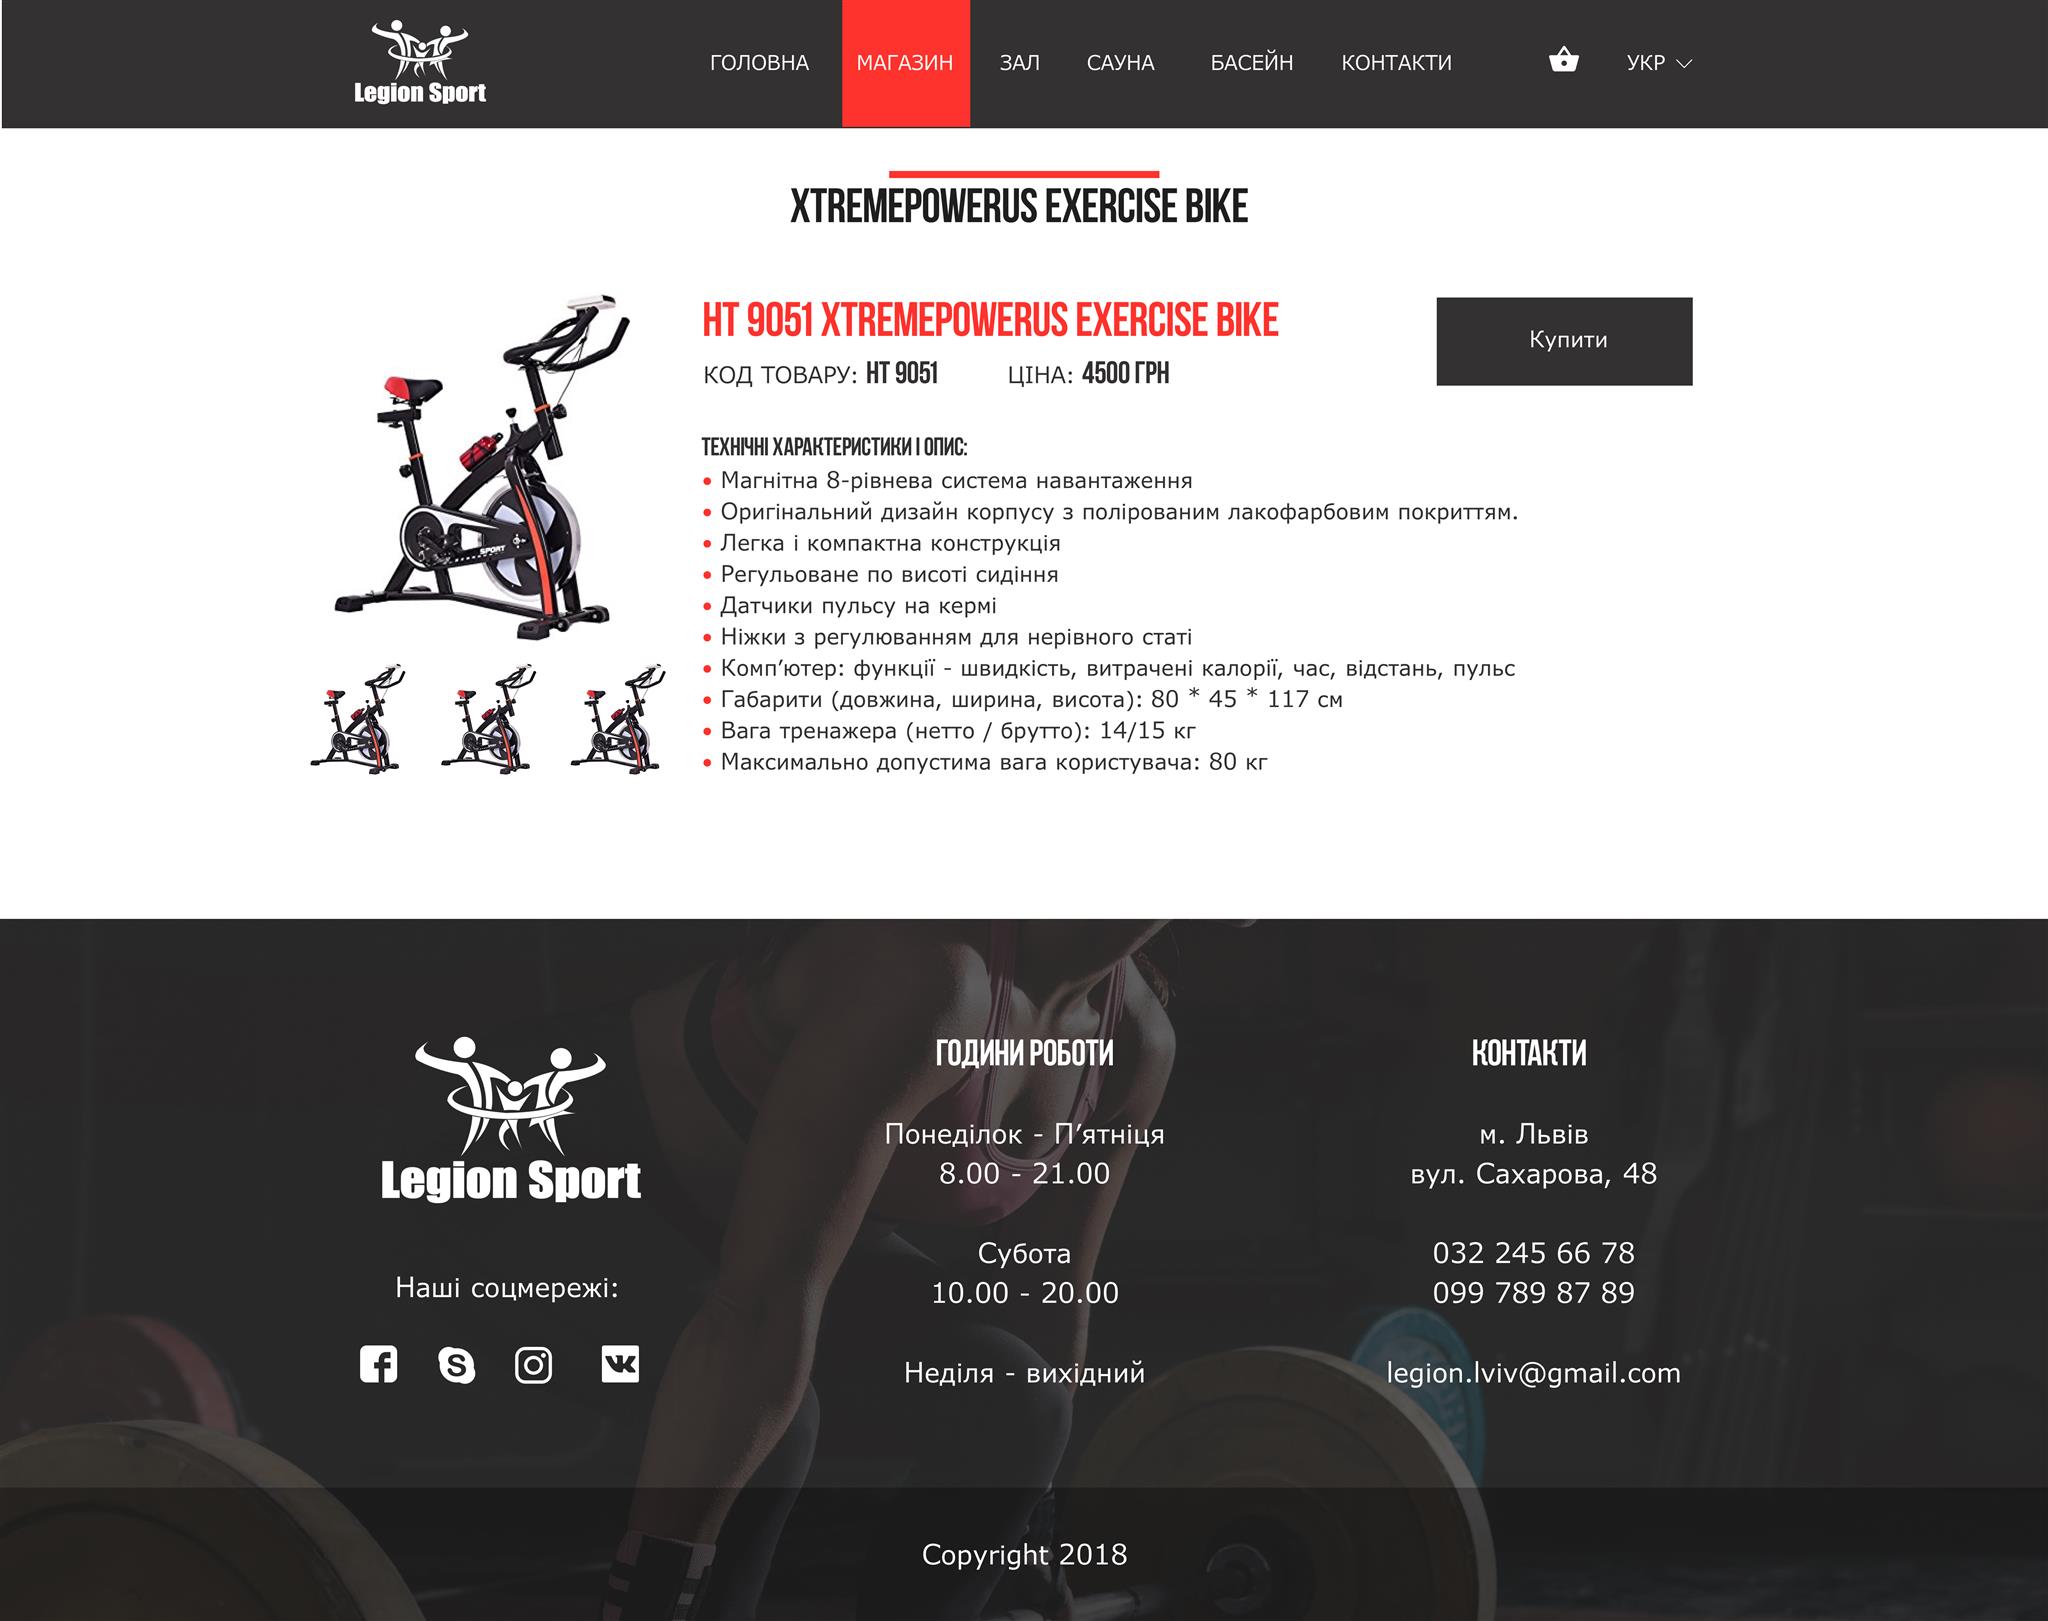 Legion Sport
ГОЛОВНА МАГАЗИН ЗАЛ САУНА БАСЕЙН КОНТАКТИ УКР
XTREMEPOWERUS EXERCISE BIKE
HT 9051 XTREMEPOWERUS EXERCISE BIKE
Купити
КОД ТОВАРУ: HT 9051 ЦІНА: 4500 ГРН
ТЕХНІЧНІ ХАРАКТЕРИСТИКИ І ОПИС:
• Магнітна 8-рівнева система навантаження
• Оригінальний дизайн корпусу з полірованим лакофарбовим покриттям.
• Легка і компактна конструкція
• Регульоване по висоті сидіння
• Датчики пульсу на кермі
• Ніжки з регулюванням для нерівного статі
• Комп’ютер: функції - швидкість, витрачені калорії, час, відстань, пульс
• Габарити (довжина, ширина, висота): 80 * 45 * 117 см
• Вага тренажера (нетто / брутто): 14/15 кг
• Максимально допустима вага користувача: 80 кг
SPORT
Legion Sport
Наші соцмережі:
ГОДИНИ РОБОТИ
Понеділок - П’ятніця
8.00 - 21.00
Субота
10.00 - 20.00
Неділя - вихідний
КОНТАКТИ
м. Львів
вул. Сахарова, 48
032 245 66 78
099 789 87 89
legion.lviv@gmail.com
Copyright 2018